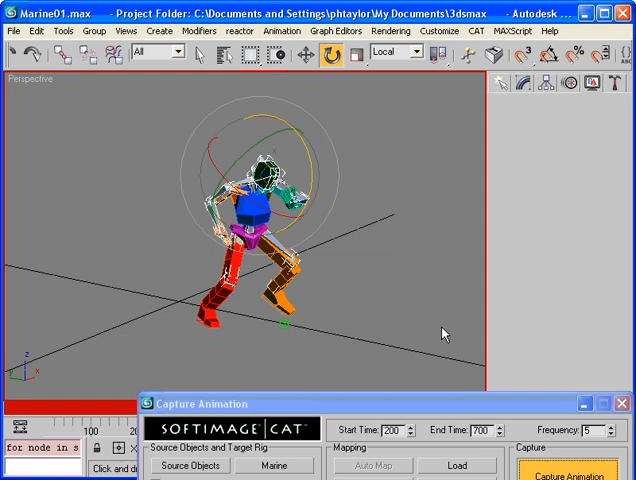 Marine01.max - Project Folder: C:\Documents and Settings\phtaylor\My Documents\3dsmax - Autodesk ...
File Edit Tools Group Views Create Modifiers reactor Animation Graph Editors Rendering Customize CAT MAXScript Help
All Local
Perspective
x
z
y x
Capture Animation
100
SOFTIMAGE|CAT Start Time: 200 End Time: 700 Frequency: 5
for node in s
Source Objects and Target Rig Mapping Capture
Click and Source Objects Marine Auto Map Load Capture Animation